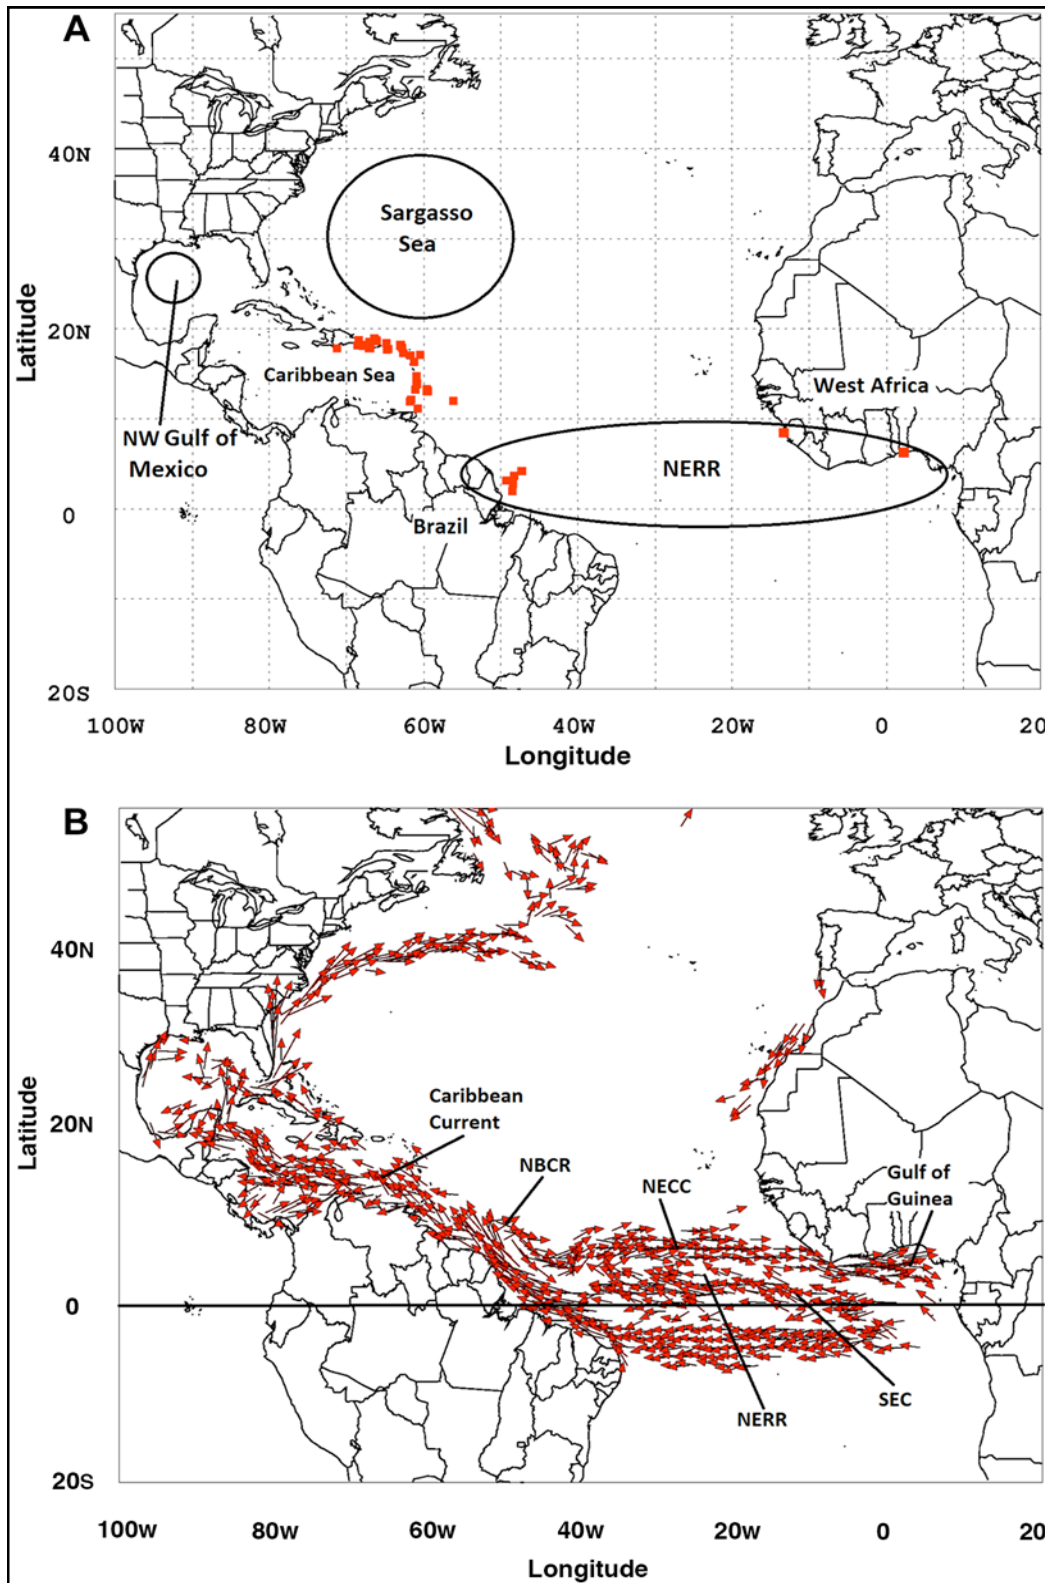 A
40N
20N
0
20S
Latitude
Sargasso
Sea
Caribbean Sea
West Africa
NW Gulf of
Mexico
NERR
Brazil
100W
80W
60W
40W
20W
0
20
Longitude
B
40N
20N
0
20S
Latitude
Caribbean
Current
NBCR
NECC
Gulf of
Guinea
SEC
NERR
100W
80W
60W
40W
20W
0
20
Longitude